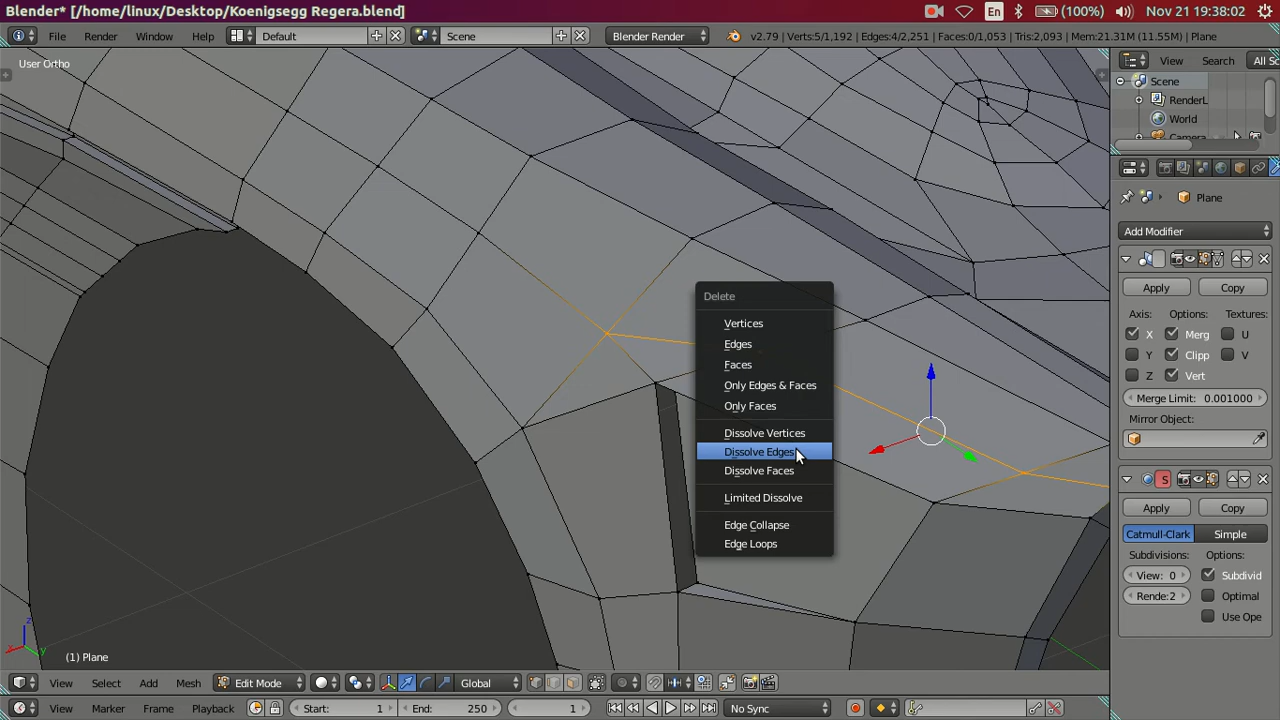 Blender* [/home/linux/Desktop/Koenigsegg Regera.blend]
En
(100%)
Nov 21 19:38:02
File Render Window Help
Default
Scene
Blender Render
v2.79 | Verts:5/1,192 | Edges:4/2,251 | Faces:0/1,053 | Tris:2,093 | Mem:21.31M (11.55M) | Plane
User Ortho
View Search All Sc
Scene
RenderL
World
Camera
Plane
Add Modifier
Apply Copy
Axis: Options: Textures:
X Merg U
Y Clipp V
Z Vert
Merge Limit: 0.001000
Mirror Object:
S
Apply Copy
Catmull-Clark Simple
Subdivisions: Options:
View: 0 Subdivid
Rende:2 Optimal
Use Ope
Delete
Vertices
Edges
Faces
Only Edges & Faces
Only Faces
Dissolve Vertices
Dissolve Edges
Dissolve Faces
Limited Dissolve
Edge Collapse
Edge Loops
z
x
y
(1) Plane
View Select Add Mesh
Edit Mode
Global
View Marker Frame Playback
Start: 1
End: 250
1
No Sync